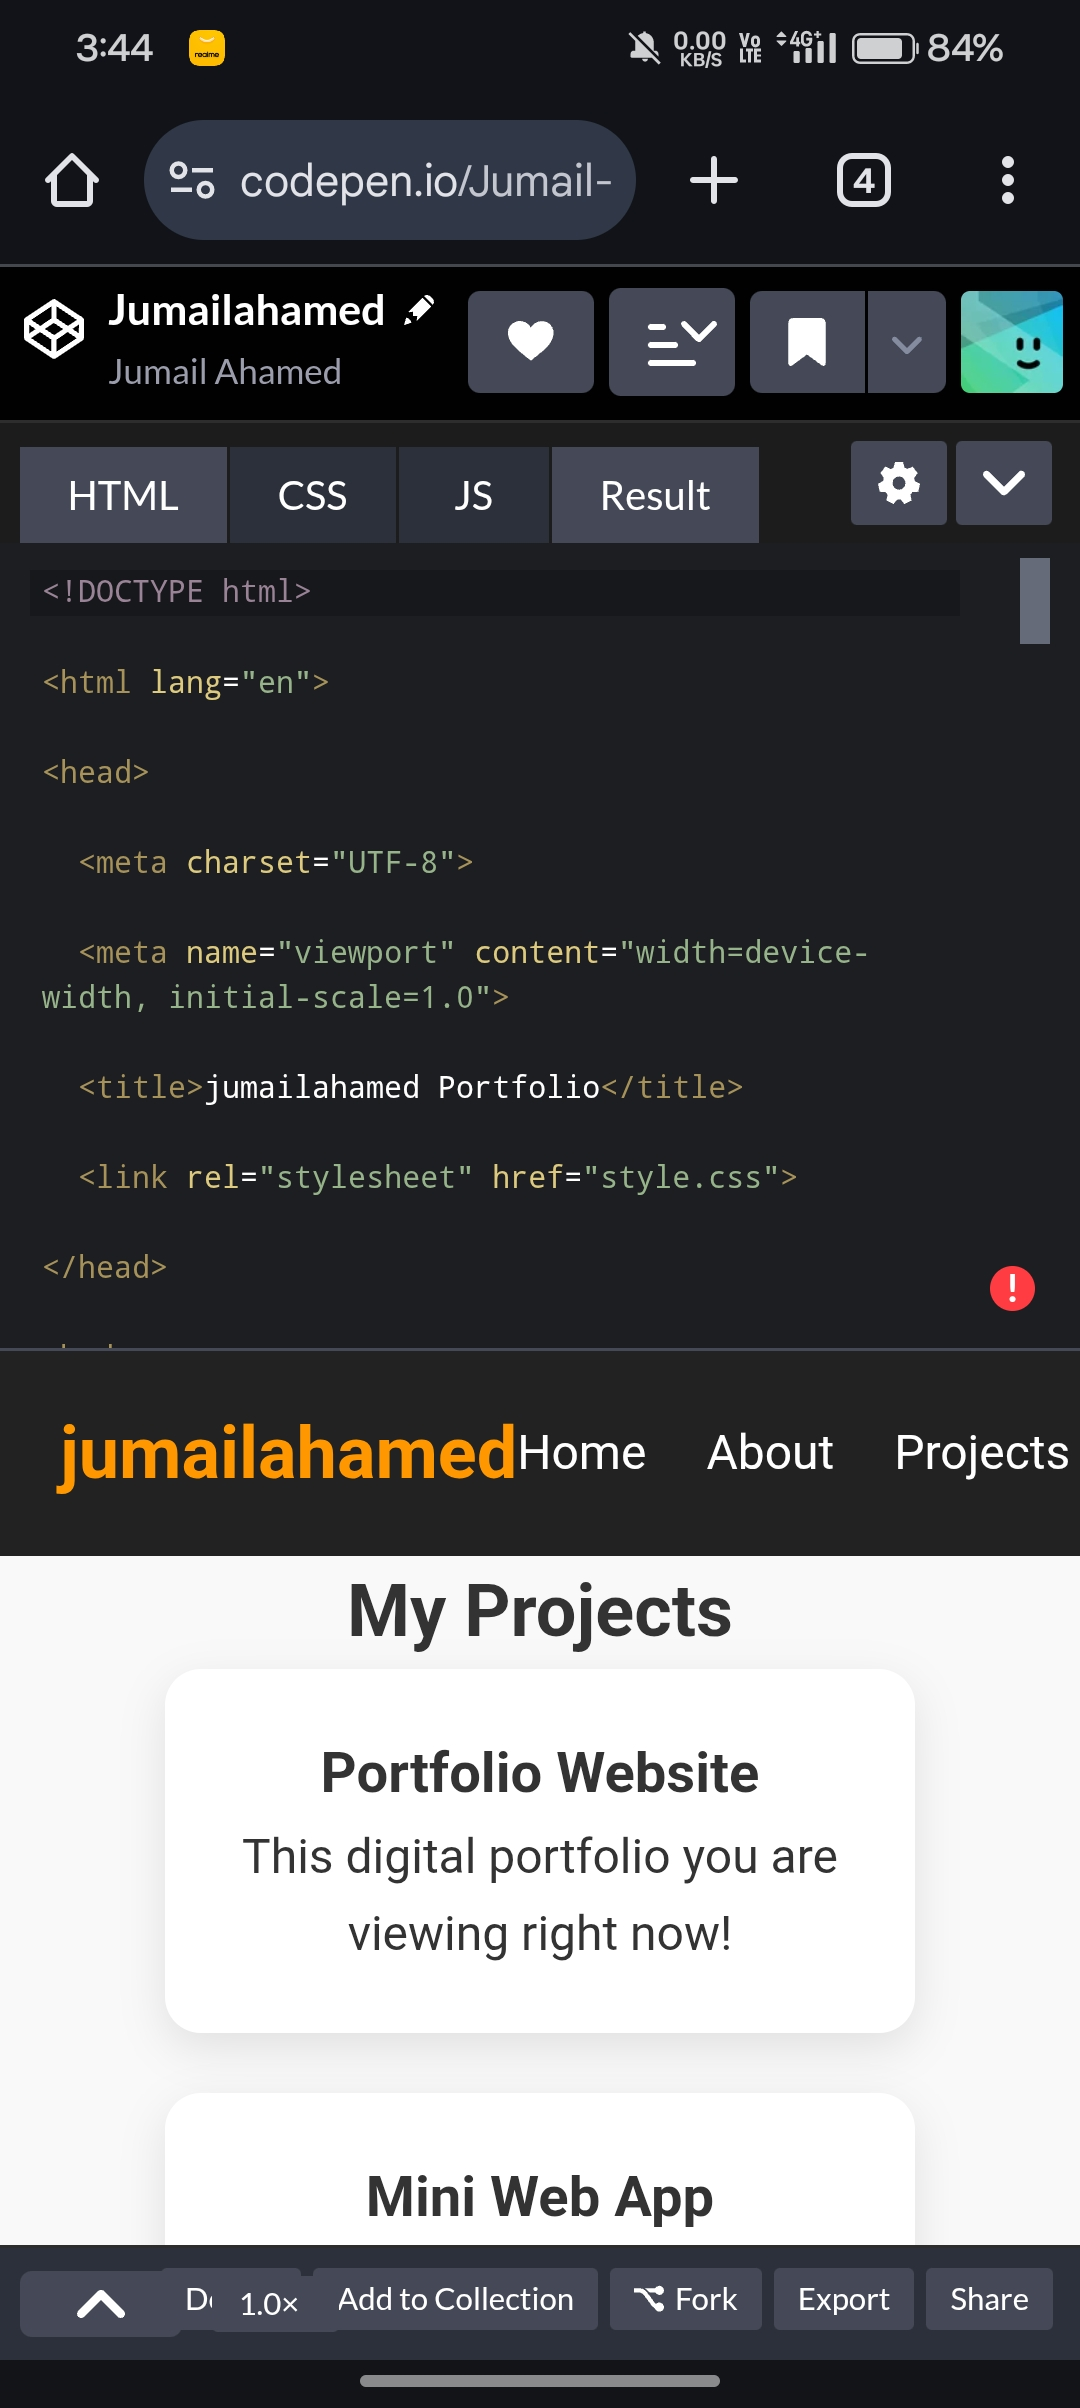 3:44
realme
0.00
KB/S
Vo
LTE
4G+
84%
codepen.io/Jumail-
4
Jumailahamed
Jumail Ahamed
HTML CSS JS Result
<!DOCTYPE html>
<html lang="en">
<head>
<meta charset="UTF-8">
<meta name="viewport" content="width=device-
width, initial-scale=1.0">
<title>jumailahamed Portfolio</title>
<link rel="stylesheet" href="style.css">
</head>
jumailahamed Home About Projects
My Projects
Portfolio Website
This digital portfolio you are
viewing right now!
Mini Web App
1.0× Add to Collection Fork Export Share